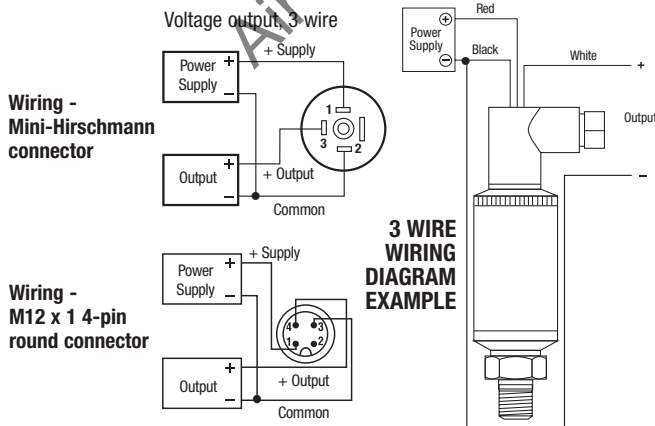 Voltage output, 3 wire
Air
Wiring -
Mini-Hirschmann
connector
Power
Supply
+
−
+ Supply
1
3
2
Output
+
−
+ Output
Common
Wiring -
M12 x 1 4-pin
round connector
Power
Supply
+
−
+ Supply
4
3
1
2
Output
+
−
+ Output
Common
Power
Supply
+
−
Red
Black
White
+
Output
−
3 WIRE
WIRING
DIAGRAM
EXAMPLE